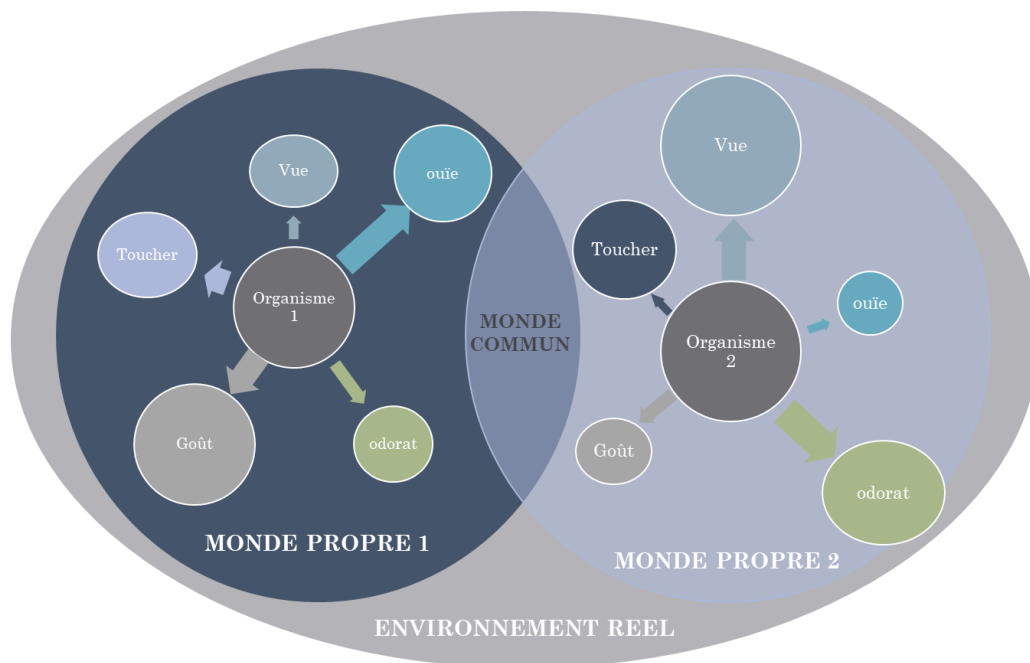 Vue
ouïe
Toucher
Organisme
1
Goût
odorat
MONDE PROPRE 1
MONDE
COMMUN
Vue
Toucher
ouïe
Organisme
2
Goût
odorat
MONDE PROPRE 2
ENVIRONNEMENT REEL